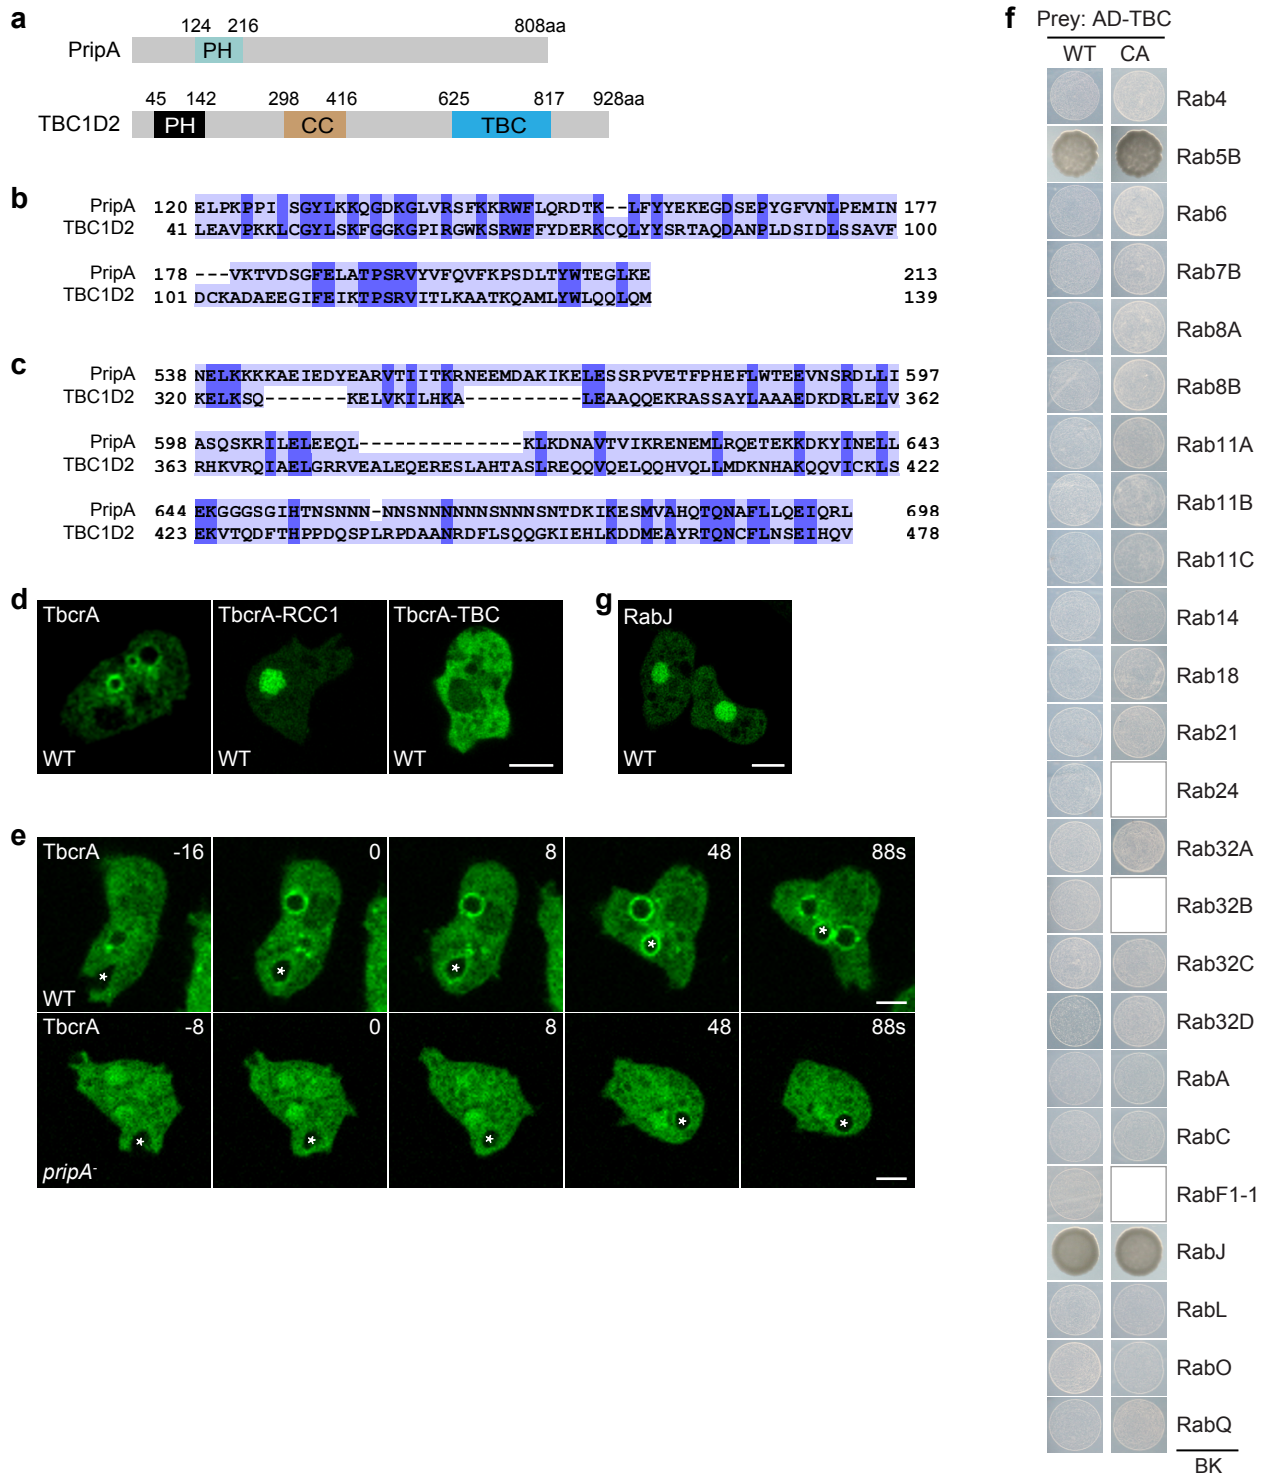 a
124 216 808aa
PripA PH
45 142 298 416 625 817 928aa
TBC1D2 PH CC TBC
b
PripA 120 ELPKPPILSGYLKKQGDKGLVRSFKKRWFLQRDTK--LFYYEKEGDSEPYGFVNLPEMIN 177
TBC1D2 41 LEAVPKKLCGYLSKFGGKGPIRGWKSRWFFYDERKCQLYYSRTAQDANPLDSIDLSSAVF 100
PripA 178 ---VKTVDSGFELATPSRVYVFQVFKPSDLTYWTEGLKE 213
TBC1D2 101 DCKADAEEGIFEIKTPSRVITLKAATKQAMLYWLQQLQM 139
c
PripA 538 NELKKKKAEIEDYEARVTIITKRNEEMDAKIKELESSRPVETFPHEFLWTEEVNSRDLLI 597
TBC1D2 320 KELKSQ-------KELVKILHKA----------LEAAQQEKRASSAYLAAAEDKDRLELV 362
PripA 598 ASQSKRILELEEQL--------------KLKDNAVTVIKRENEMLRQETEKKDKYINELL 643
TBC1D2 363 RHKVRQIAELGRRVEALEQERESLAHTASLREQQVQELQQHVQLLMDKNHAKQQVICKLS 422
PripA 644 EKGGGSGIHTNSNNN-NNSNNNNNNSNNNSNTDKIKESMVAHQTQNAFLLQEIQRL 698
TBC1D2 423 EKVTQDFTHPPDQSPLRPDAANRDFLSQQGKIEHLKDDMEAYRTQNCFLNSEIHQV 478
d
TbcrA TbcrA-RCC1 TbcrA-TBC
WT WT WT
g
RabJ
WT
e
TbcrA -16 0 8 48 88s
* * * * *
WT
TbcrA -8 0 8 48 88s
* * * * *
pripA-
f
Prey: AD-TBC
WT CA
Rab4
Rab5B
Rab6
Rab7B
Rab8A
Rab8B
Rab11A
Rab11B
Rab11C
Rab14
Rab18
Rab21
Rab24
Rab32A
Rab32B
Rab32C
Rab32D
RabA
RabC
RabF1-1
RabJ
RabL
RabO
RabQ
BK